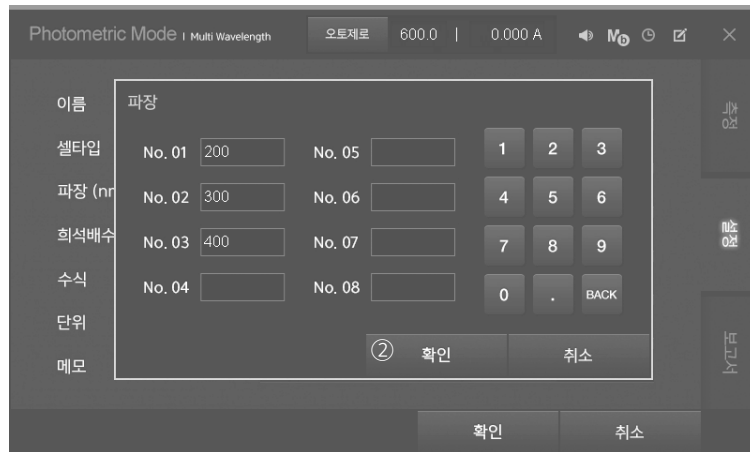 Photometric Mode | Multi Wavelength 오토제로 600.0 | 0.000 A
측정
설정
보고서
이름
셀타입
파장 (nm
희석배수
수식
단위
메모
파장
No. 01 200 No. 05
No. 02 300 No. 06
No. 03 400 No. 07
No. 04 No. 08
1 2 3
4 5 6
7 8 9
0 . BACK
② 확인 취소
확인 취소